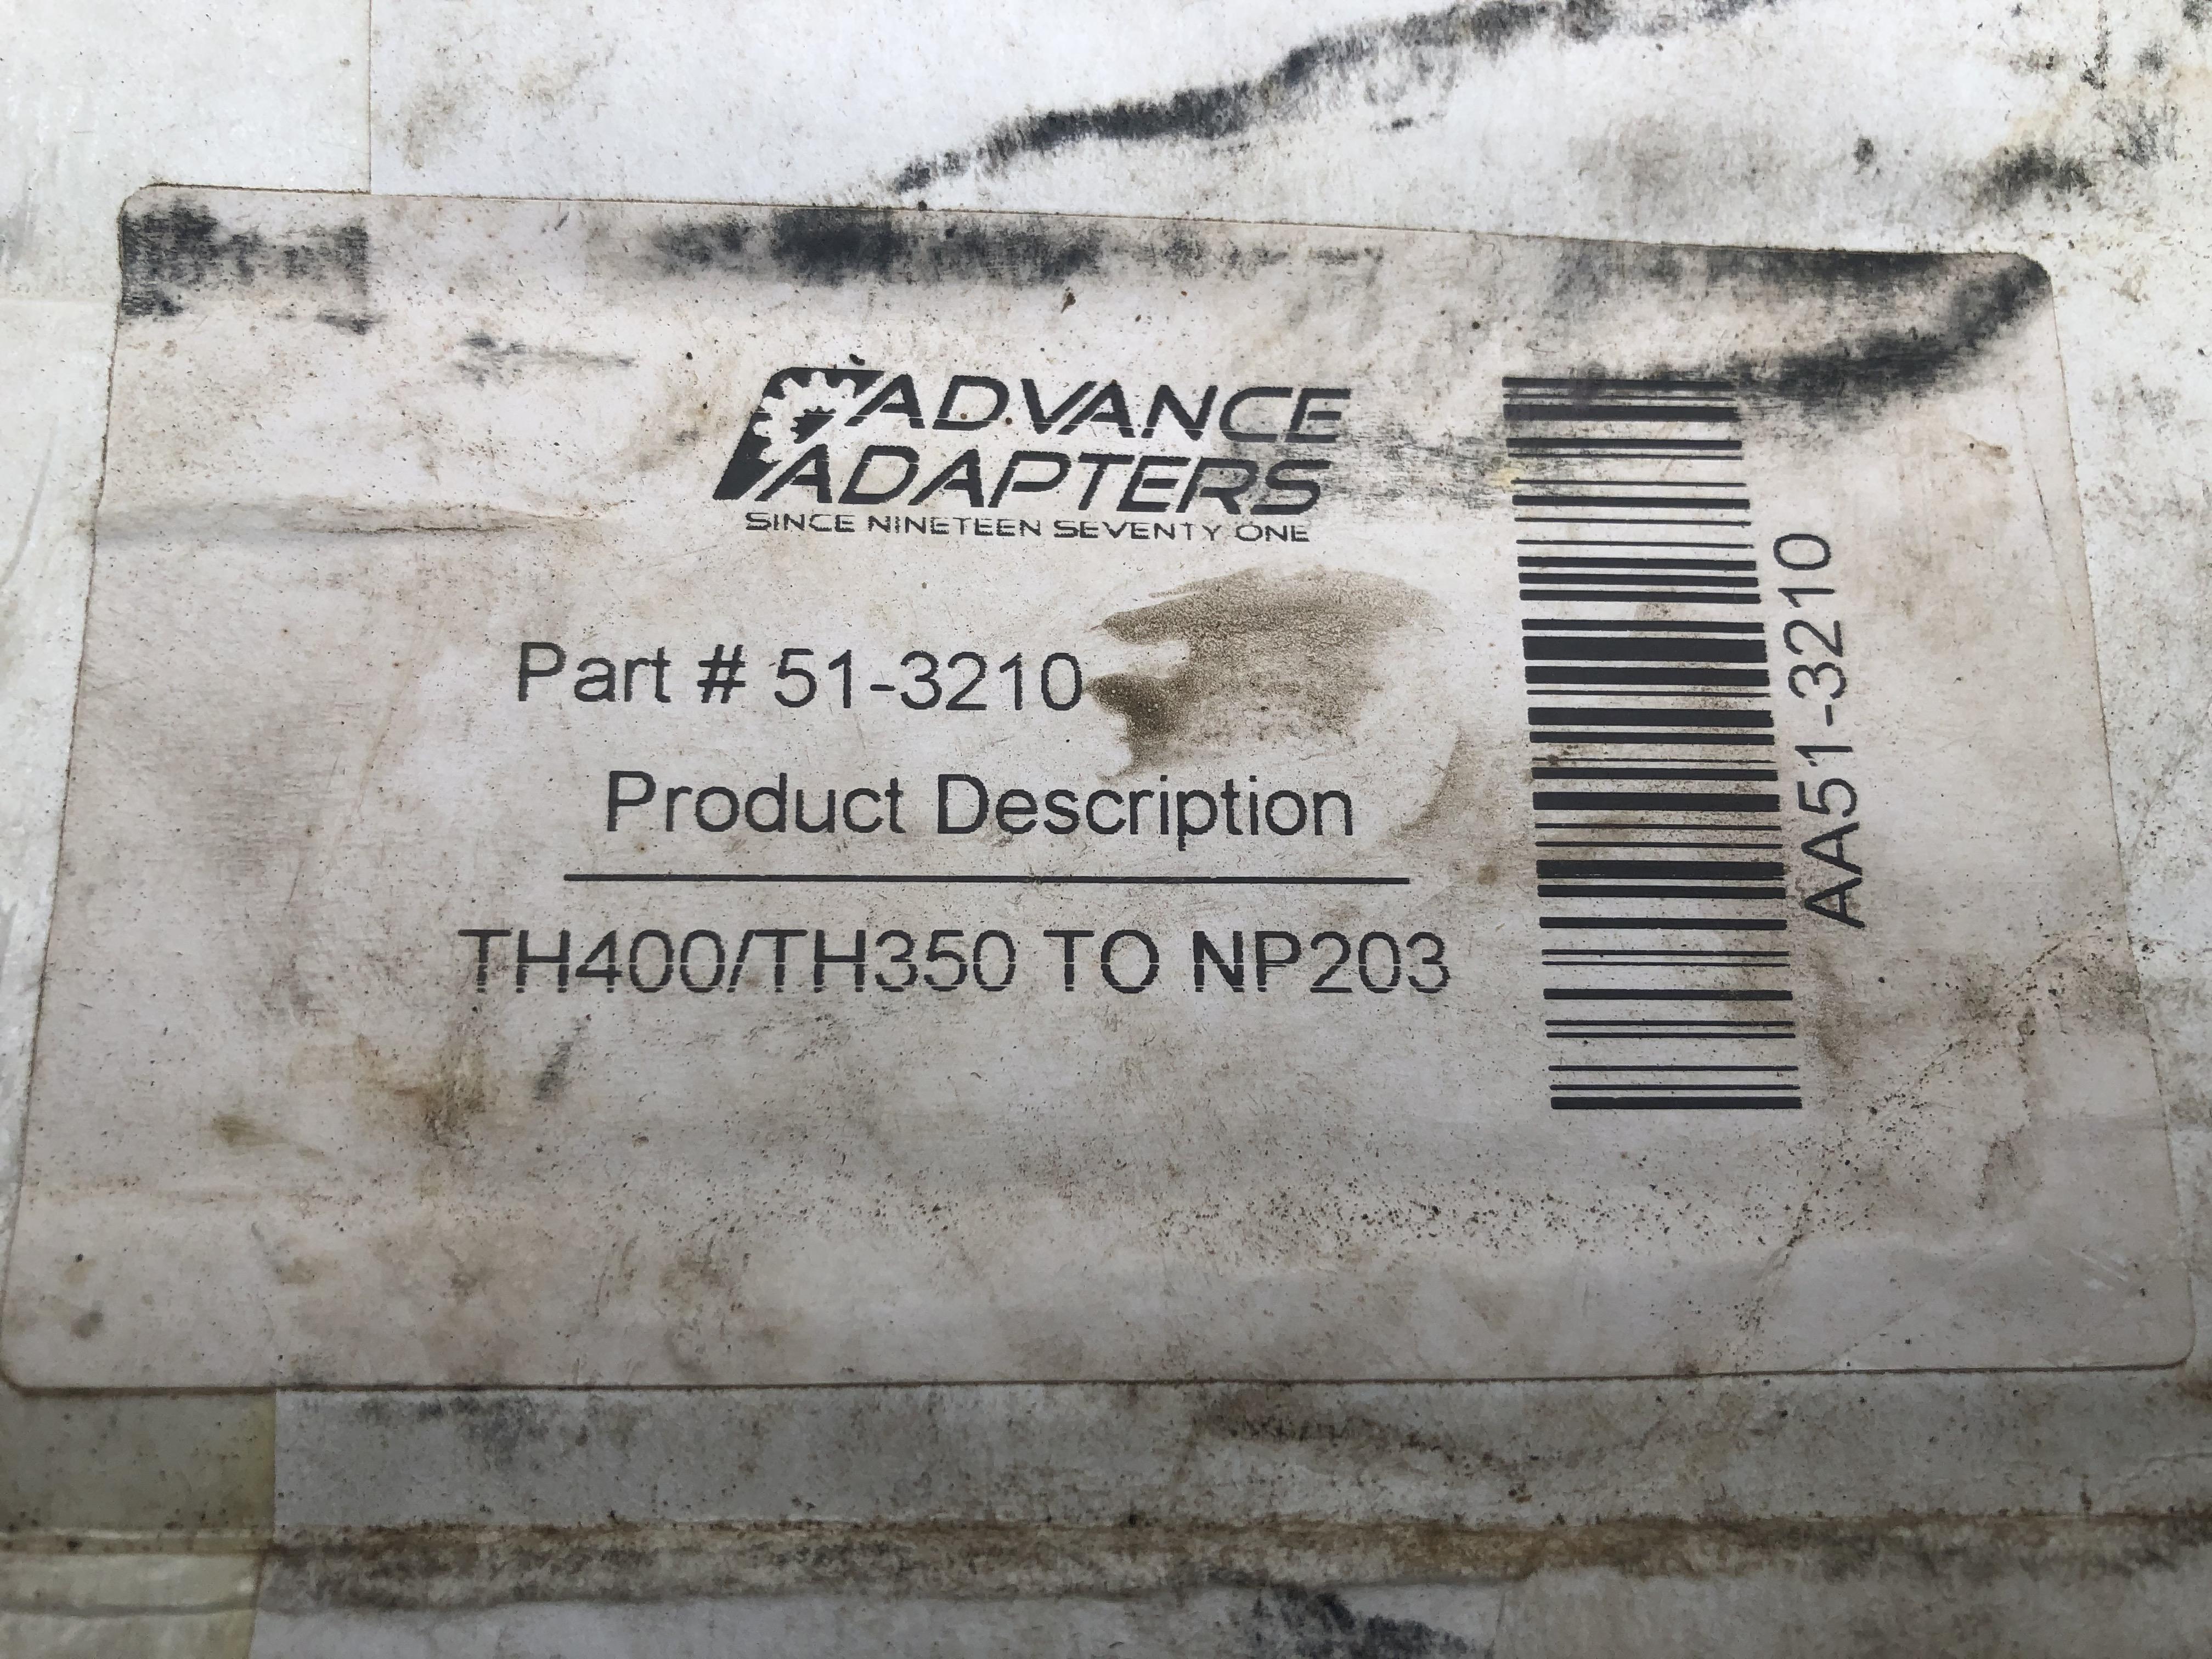 ADVANCE
ADAPTERS
SINCE NINETEEN SEVENTY ONE
Part # 51-3210
Product Description
TH400/TH350 TO NP203
AA51-3210